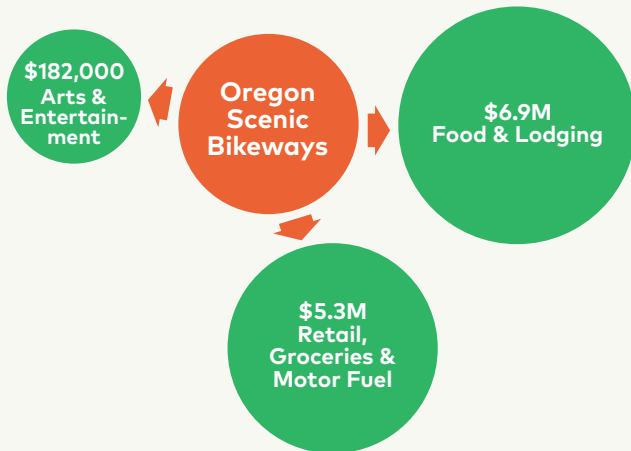 $182,000
Arts &
Entertain-
ment
Oregon
Scenic
Bikeways
$6.9M
Food & Lodging
$5.3M
Retail,
Groceries &
Motor Fuel